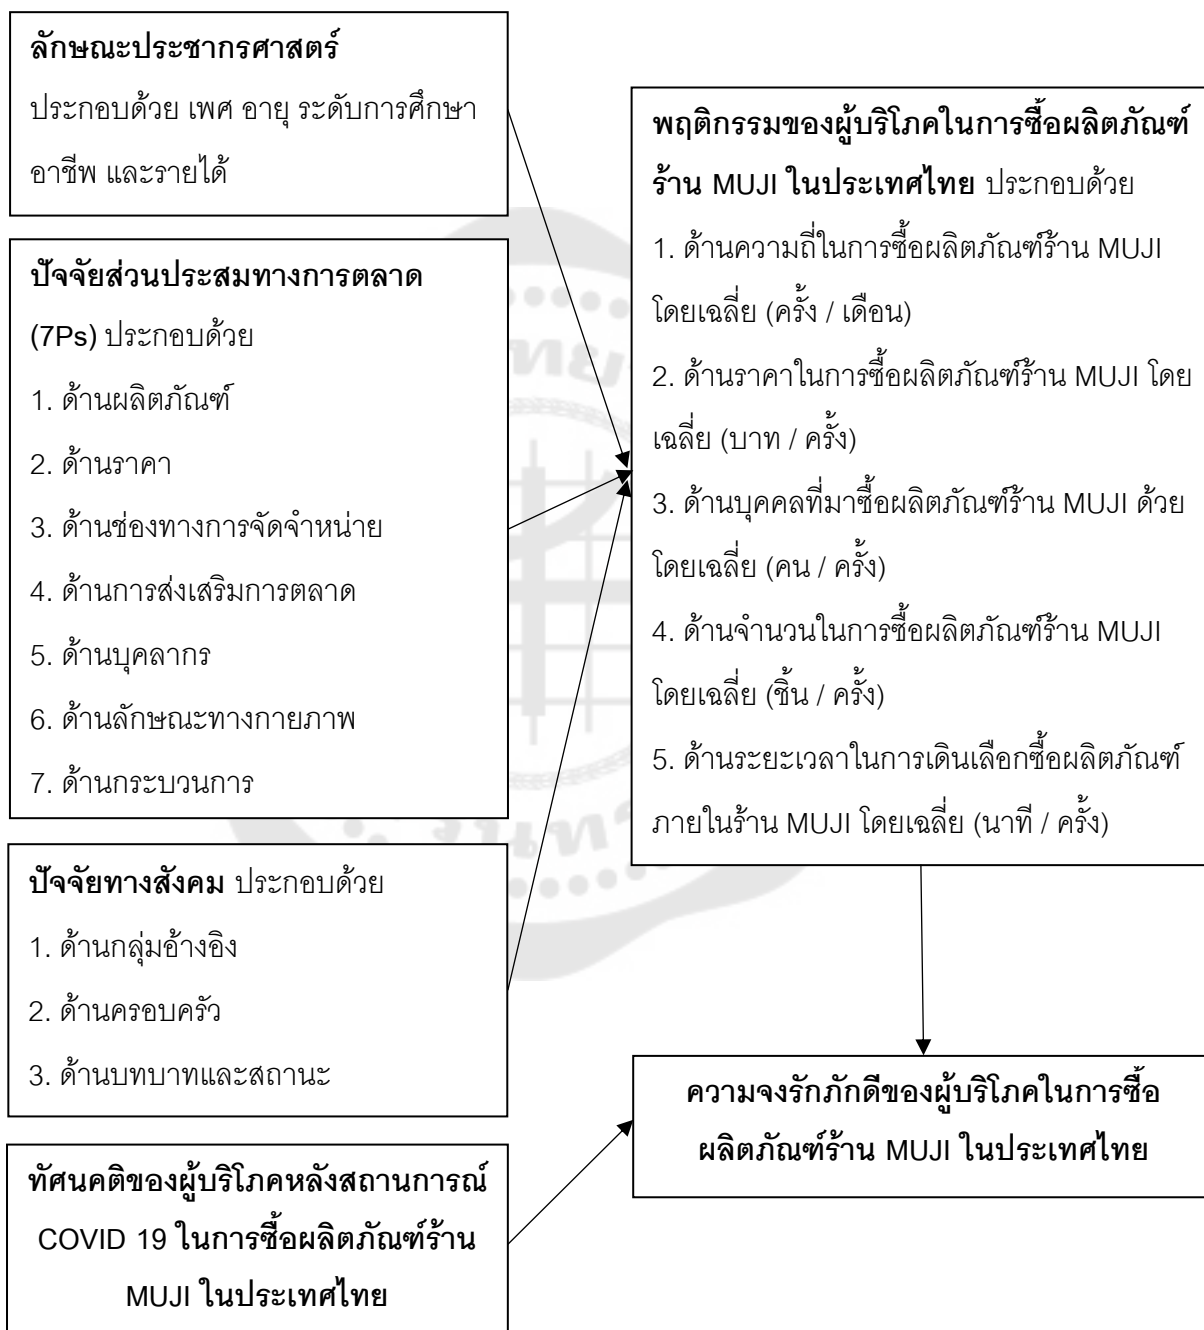 ลักษณะประชากรศาสตร์
ประกอบด้วย เพศ อายุ ระดับการศึกษา
อาชีพ และรายได้
ปัจจัยส่วนประสมทางการตลาด
(7Ps) ประกอบด้วย
1. ด้านผลิตภัณฑ์
2. ด้านราคา
3. ด้านช่องทางการจัดจำหน่าย
4. ด้านการส่งเสริมการตลาด
5. ด้านบุคลากร
6. ด้านลักษณะทางกายภาพ
7. ด้านกระบวนการ
ปัจจัยทางสังคม ประกอบด้วย
1. ด้านกลุ่มอ้างอิง
2. ด้านครอบครัว
3. ด้านบทบาทและสถานะ
ทัศนคติของผู้บริโภคหลังสถานการณ์
COVID 19 ในการซื้อผลิตภัณฑ์ร้าน
MUJI ในประเทศไทย
พฤติกรรมของผู้บริโภคในการซื้อผลิตภัณฑ์
ร้าน MUJI ในประเทศไทย ประกอบด้วย
1. ด้านความถี่ในการซื้อผลิตภัณฑ์ร้าน MUJI
โดยเฉลี่ย (ครั้ง / เดือน)
2. ด้านราคาในการซื้อผลิตภัณฑ์ร้าน MUJI โดย
เฉลี่ย (บาท / ครั้ง)
3. ด้านบุคคลที่มาซื้อผลิตภัณฑ์ร้าน MUJI ด้วย
โดยเฉลี่ย (คน / ครั้ง)
4. ด้านจำนวนในการซื้อผลิตภัณฑ์ร้าน MUJI
โดยเฉลี่ย (ชิ้น / ครั้ง)
5. ด้านระยะเวลาในการเดินเลือกซื้อผลิตภัณฑ์
ภายในร้าน MUJI โดยเฉลี่ย (นาที / ครั้ง)
ความจงรักภักดีของผู้บริโภคในการซื้อ
ผลิตภัณฑ์ร้าน MUJI ในประเทศไทย